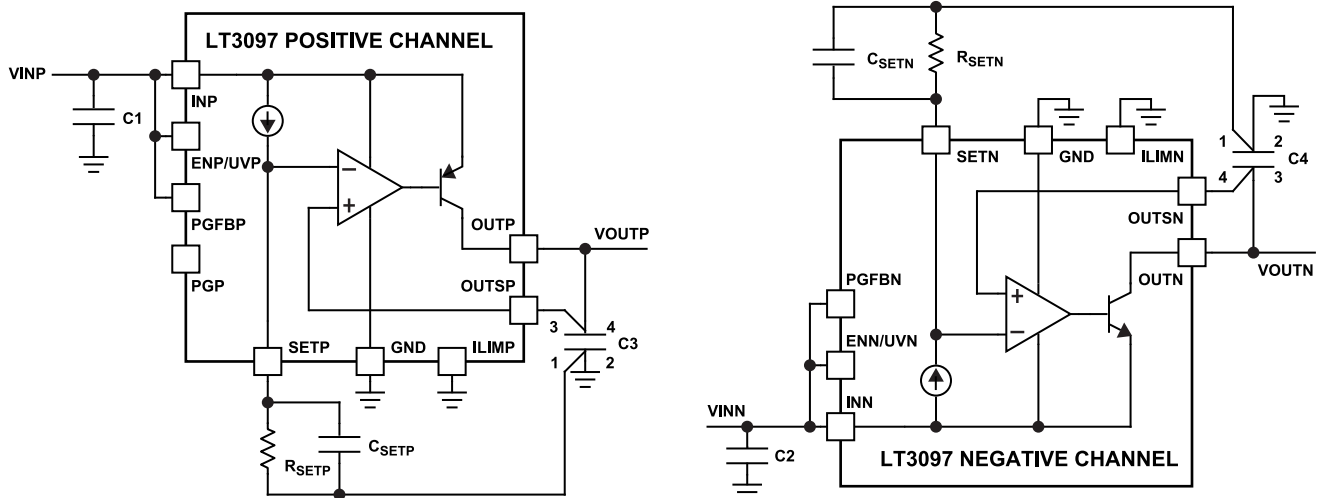 LT3097 POSITIVE CHANNEL
VINP
INP
C1
ENP/UVP
PGFBP
PGP
−
+
OUTP
VOUTP
OUTSP
3 4
C3
1 2
SETP
GND
ILIMP
RSETP
CSETP
CSETN
RSETN
SETN
GND
ILIMN
1 2
C4
4 3
OUTSN
OUTN
VOUTN
PGFBN
+
−
ENN/UVN
INN
VINN
C2
LT3097 NEGATIVE CHANNEL